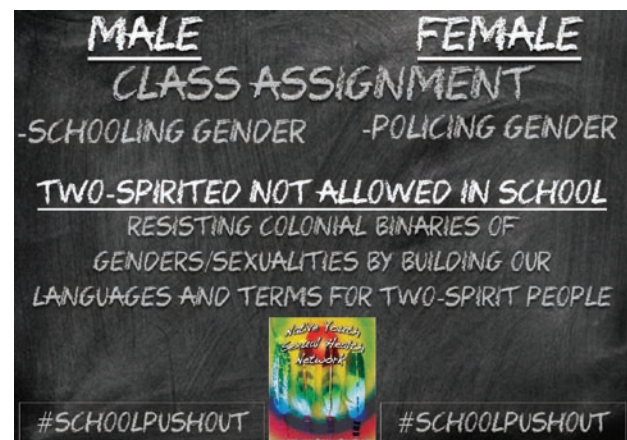 MALE FEMALE
CLASS ASSIGNMENT
-SCHOOLING GENDER -POLICING GENDER
TWO-SPIRITED NOT ALLOWED IN SCHOOL
RESISTING COLONIAL BINARIES OF
GENDERS/SEXUALITIES BY BUILDING OUR
LANGUAGES AND TERMS FOR TWO-SPIRIT PEOPLE
Native Youth
Sexual Health
Network
#SCHOOLPUSHOUT #SCHOOLPUSHOUT